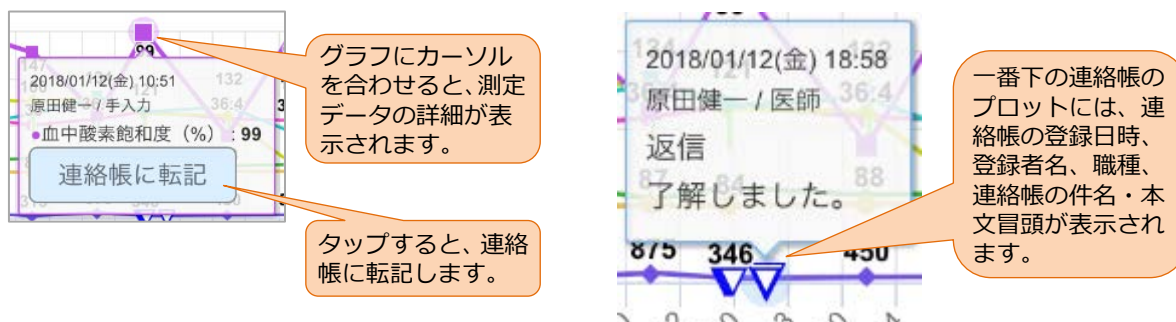 99
2018/01/12(金) 10:51
原田健一 / 手入力
●血中酸素飽和度（%）: 99
連絡帳に転記
147
132
36:4
グラフにカーソル
を合わせると、測定
データの詳細が表
示されます。
タップすると、連絡
帳に転記します。
2018/01/12(金) 18:58
原田健一 / 医師
返信
了解しました。
134
121
132
36:4
87
84
88
875
346
450
一番下の連絡帳の
プロットには、連
絡帳の登録日時、
登録者名、職種、
連絡帳の件名・本
文冒頭が表示され
ます。